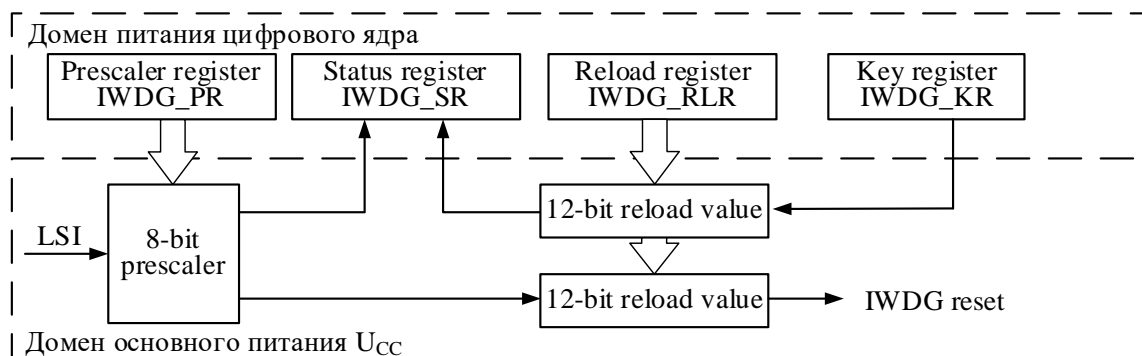 Домен питания цифрового ядра
Prescaler register
IWDG_PR
Status register
IWDG_SR
Reload register
IWDG_RLR
Key register
IWDG_KR
LSI
8-bit
prescaler
12-bit reload value
12-bit reload value
IWDG reset
Домен основного питания UCC